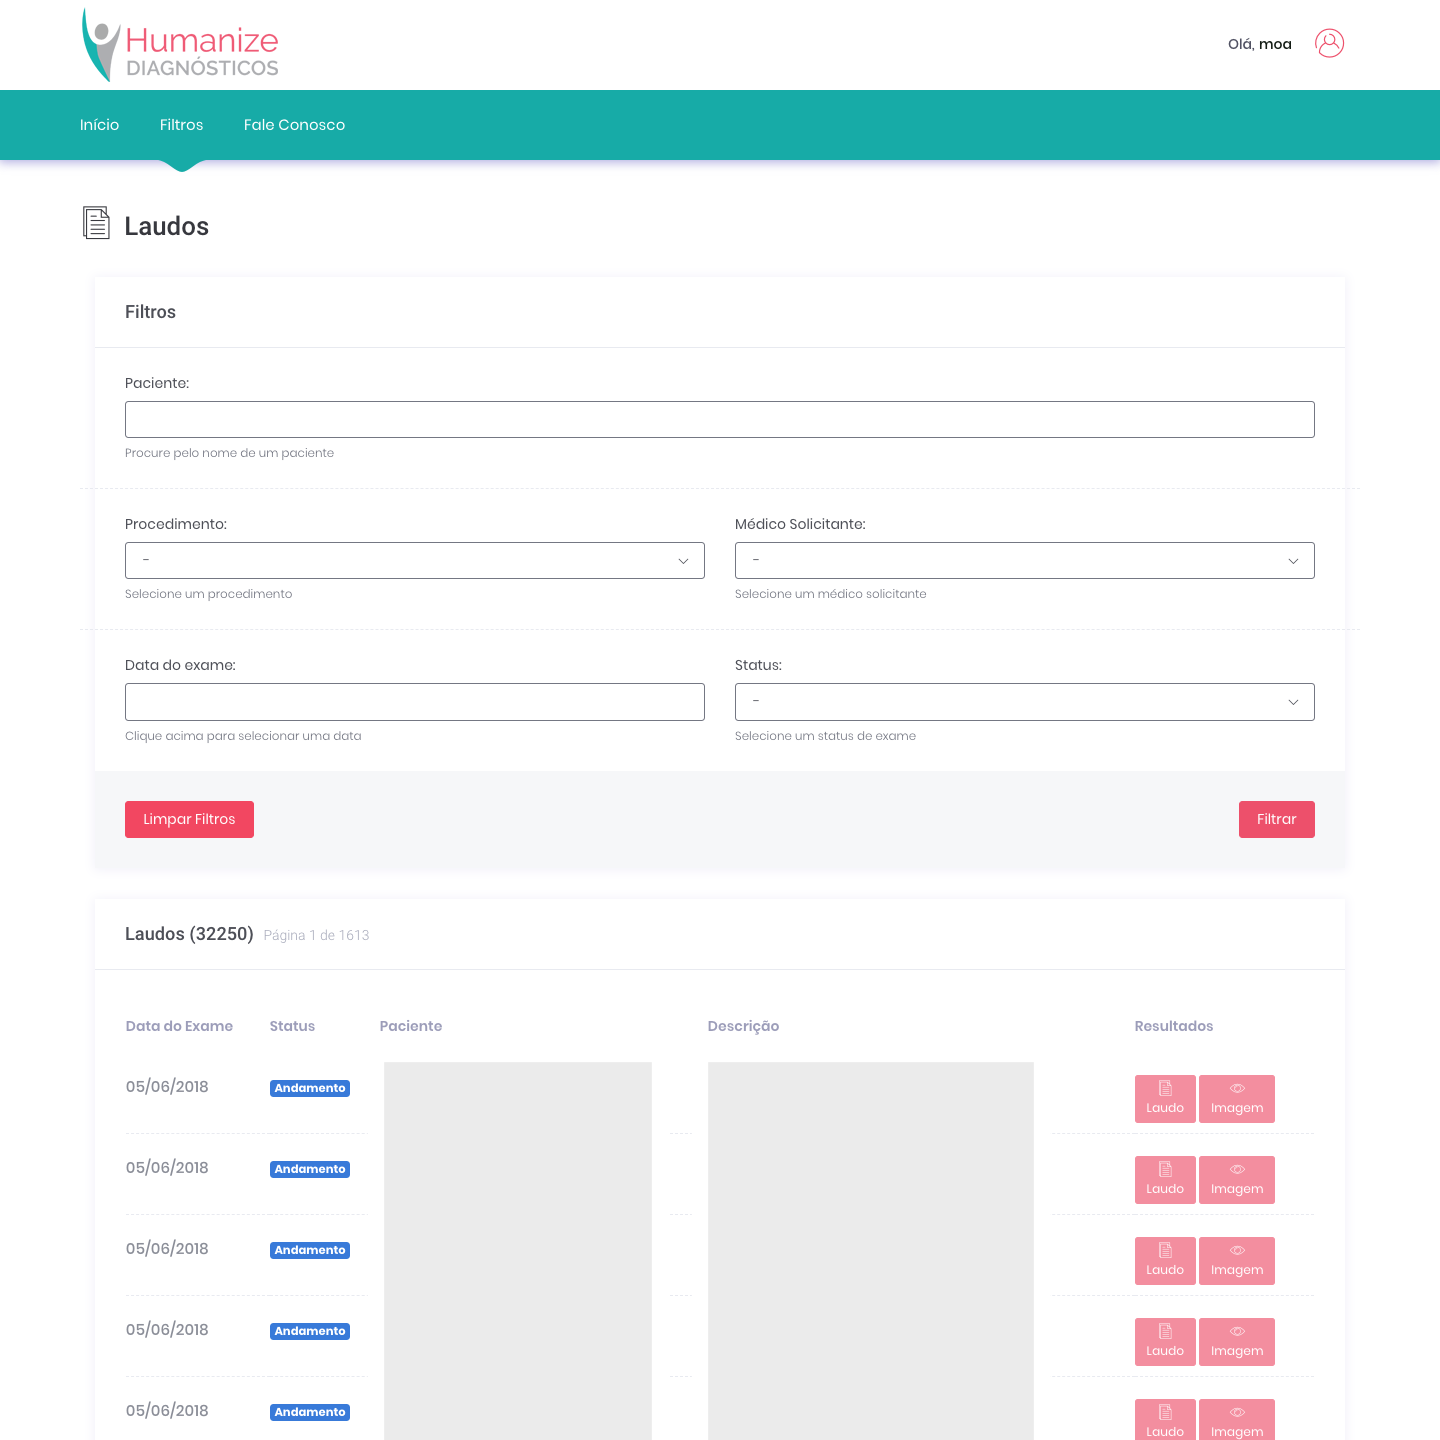 Humanize
DIAGNÓSTICOS
Olá, moa
Início Filtros Fale Conosco
Laudos
Filtros
Paciente:
Procure pelo nome de um paciente
Procedimento: Médico Solicitante:
- -
Selecione um procedimento Selecione um médico solicitante
Data do exame: Status:
-
Clique acima para selecionar uma data Selecione um status de exame
Limpar Filtros Filtrar
Laudos (32250) Página 1 de 1613
Data do Exame Status Paciente Descrição Resultados
05/06/2018 Andamento Laudo Imagem
05/06/2018 Andamento Laudo Imagem
05/06/2018 Andamento Laudo Imagem
05/06/2018 Andamento Laudo Imagem
05/06/2018 Andamento Laudo Imagem